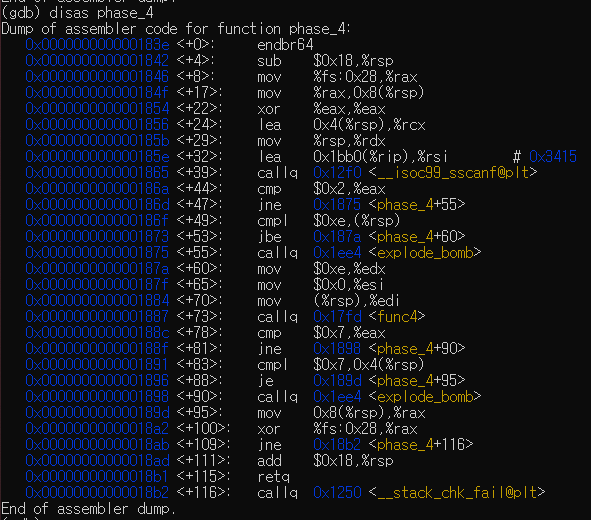 End of assembler dump.
(gdb) disas phase_4
Dump of assembler code for function phase_4:
0x000000000000183e <+0>: endbr64
0x0000000000001842 <+4>: sub $0x18,%rsp
0x0000000000001846 <+8>: mov %fs:0x28,%rax
0x000000000000184f <+17>: mov %rax,0x8(%rsp)
0x0000000000001854 <+22>: xor %eax,%eax
0x0000000000001856 <+24>: lea 0x4(%rsp),%rcx
0x000000000000185b <+29>: mov %rsp,%rdx
0x000000000000185e <+32>: lea 0x1bb0(%rip),%rsi # 0x3415
0x0000000000001865 <+39>: callq 0x12f0 <__isoc99_sscanf@plt>
0x000000000000186a <+44>: cmp $0x2,%eax
0x000000000000186d <+47>: jne 0x1875 <phase_4+55>
0x000000000000186f <+49>: cmpl $0xe,(%rsp)
0x0000000000001873 <+53>: jbe 0x187a <phase_4+60>
0x0000000000001875 <+55>: callq 0x1ee4 <explode_bomb>
0x000000000000187a <+60>: mov $0xe,%edx
0x000000000000187f <+65>: mov $0x0,%esi
0x0000000000001884 <+70>: mov (%rsp),%edi
0x0000000000001887 <+73>: callq 0x17fd <func4>
0x000000000000188c <+78>: cmp $0x7,%eax
0x000000000000188f <+81>: jne 0x1898 <phase_4+90>
0x0000000000001891 <+83>: cmpl $0x7,0x4(%rsp)
0x0000000000001896 <+88>: je 0x189d <phase_4+95>
0x0000000000001898 <+90>: callq 0x1ee4 <explode_bomb>
0x000000000000189d <+95>: mov 0x8(%rsp),%rax
0x00000000000018a2 <+100>: xor %fs:0x28,%rax
0x00000000000018ab <+109>: jne 0x18b2 <phase_4+116>
0x00000000000018ad <+111>: add $0x18,%rsp
0x00000000000018b1 <+115>: retq
0x00000000000018b2 <+116>: callq 0x1250 <__stack_chk_fail@plt>
End of assembler dump.